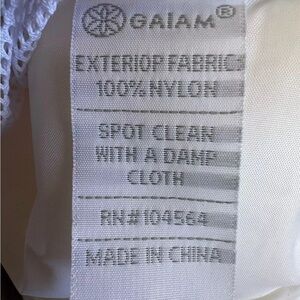 GAIAM®
EXTERIOP FABRIC:
100% NYLON
SPOT CLEAN
WITH A DAMP
CLOTH
RN#104564
MADE IN CHINA